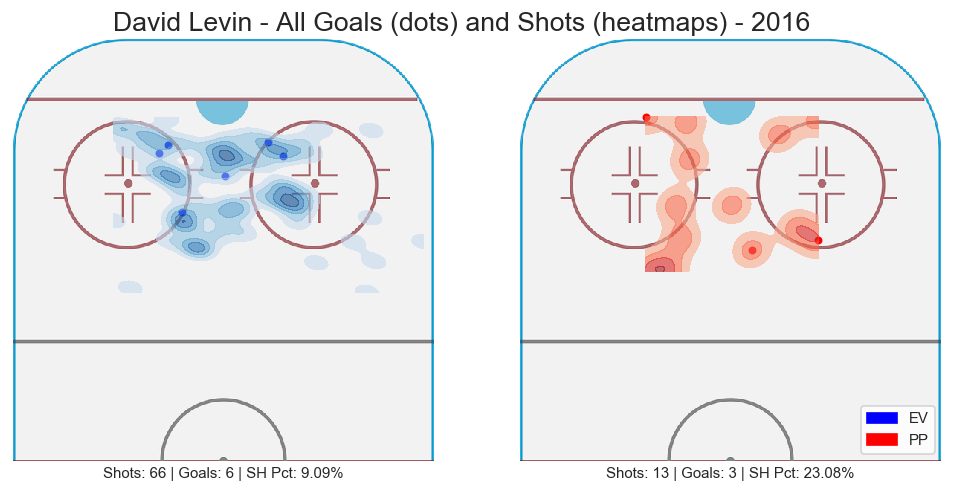 David Levin - All Goals (dots) and Shots (heatmaps) - 2016
EV
PP
Shots: 66 | Goals: 6 | SH Pct: 9.09%
Shots: 13 | Goals: 3 | SH Pct: 23.08%